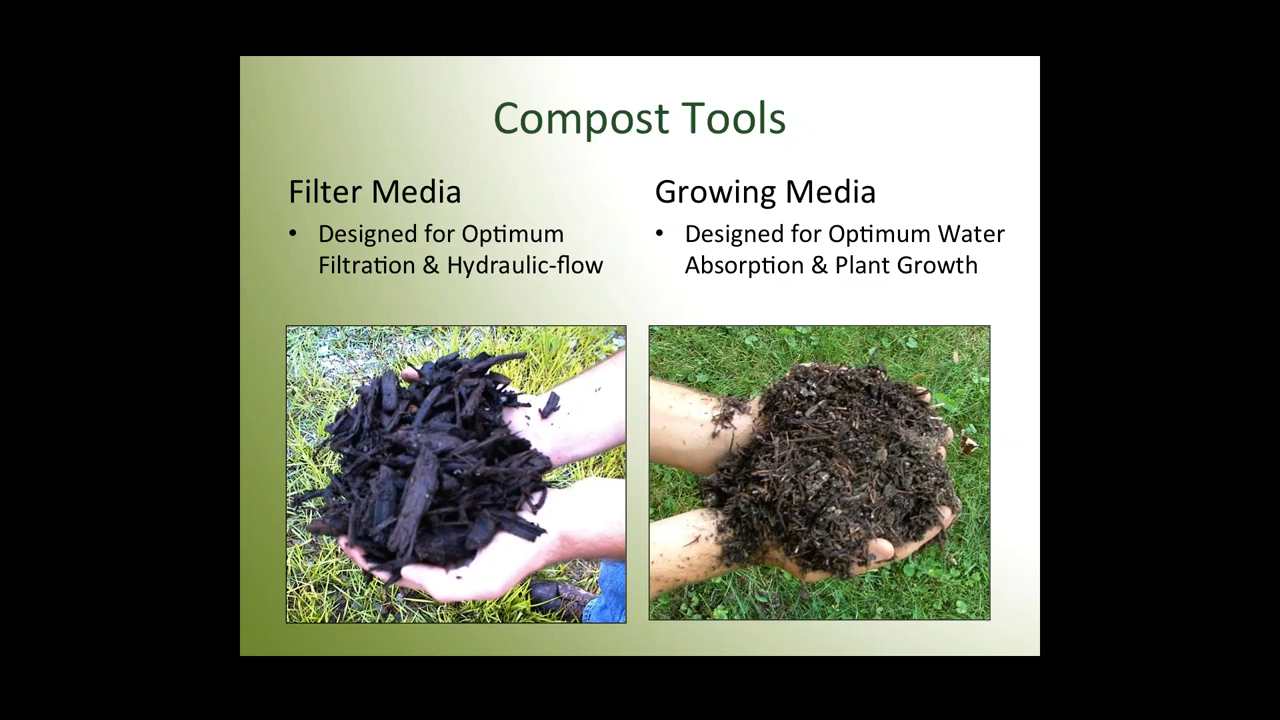 Compost Tools
Filter Media
• Designed for Optimum
Filtration & Hydraulic-flow
Growing Media
• Designed for Optimum Water
Absorption & Plant Growth